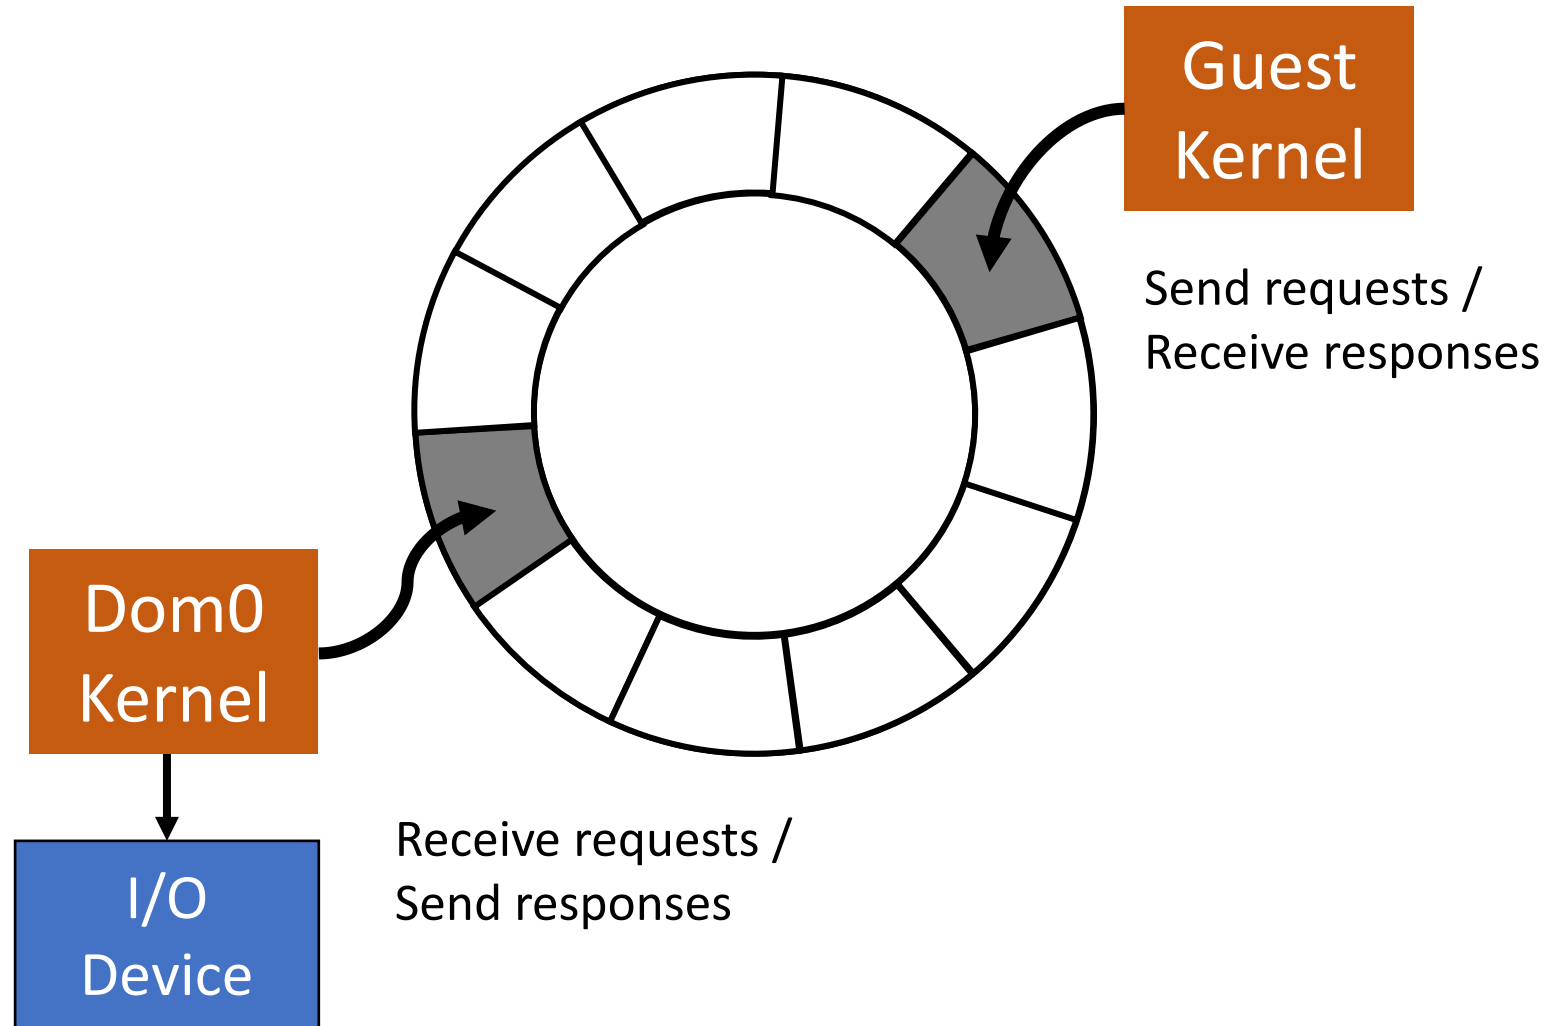 Guest
Kernel
Send requests /
Receive responses
Dom0
Kernel
Receive requests /
Send responses
I/O
Device